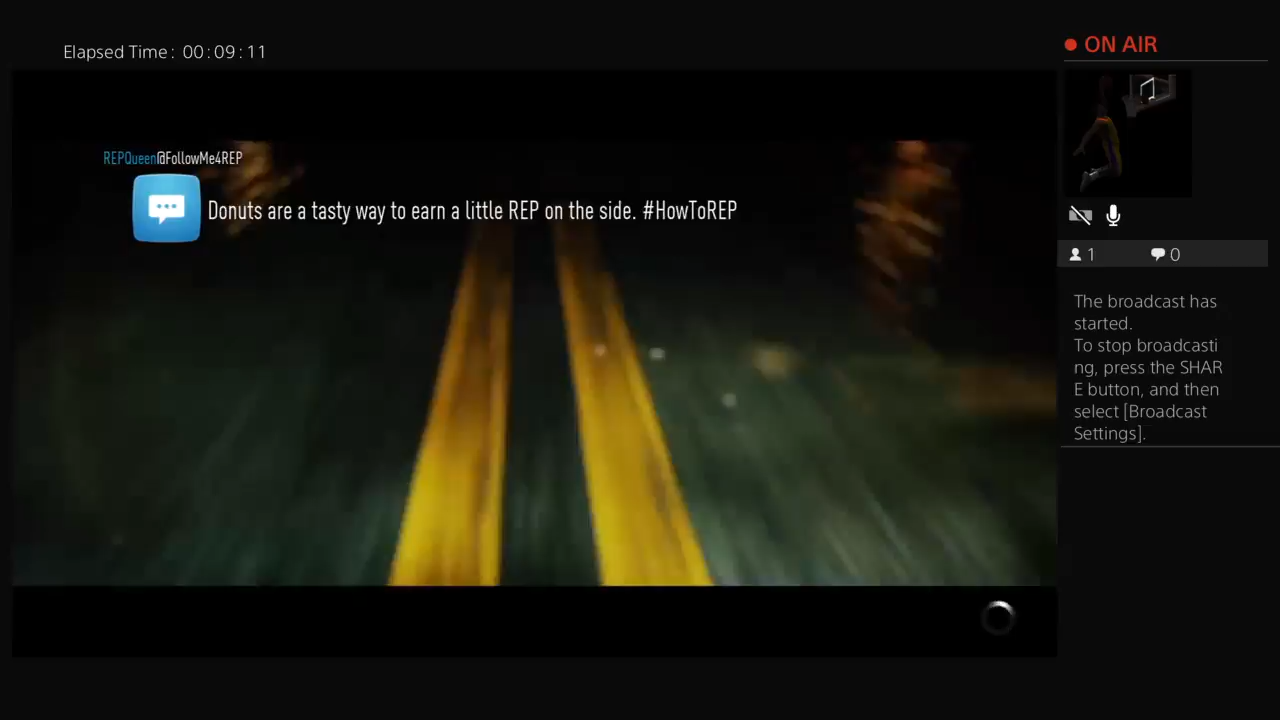 Elapsed Time: 00:09:11
ON AIR
REPQueen@FollowMe4REP
Donuts are a tasty way to earn a little REP on the side. #HowToREP
1 0
The broadcast has
started.
To stop broadcasti
ng, press the SHAR
E button, and then
select [Broadcast
Settings].